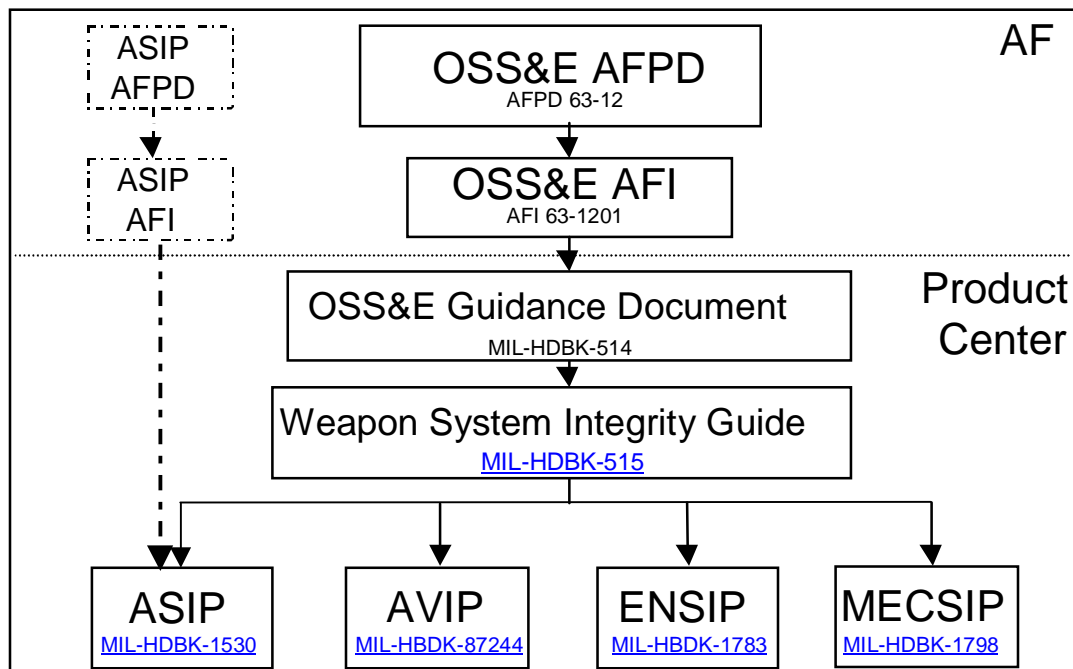 AF
ASIP
AFPD
OSS&E AFPD
AFPD 63-12
ASIP
AFI
OSS&E AFI
AFI 63-1201
Product
Center
OSS&E Guidance Document
MIL-HDBK-514
Weapon System Integrity Guide
MIL-HDBK-515
ASIP
MIL-HDBK-1530
AVIP
MIL-HBDK-87244
ENSIP
MIL-HBDK-1783
MECSIP
MIL-HDBK-1798